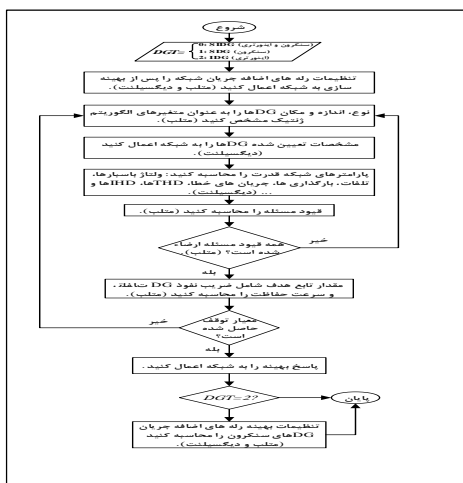 شروع
DGT=
0: SIDG (سنکرون و اینورتری)
1: SDG (سنکرون)
2: IDG (اینورتری)
تنظیمات رله های اضافه جریان شبکه را پس از بهینه
سازی به شبکه اعمال کنید (متلب و دیگسیلنت).
نوع، اندازه و مکان DGها را به عنوان متغیرهای الگوریتم
ژنتیک مشخص کنید (متلب).
مشخصات تعیین شده DGها را به شبکه اعمال کنید
(دیگسیلنت).
پارامترهای شبکه قدرت را محاسبه کنید: ولتاژ باسبارها،
تلفات، بارگذاری ها، جریان های خطا، THDها، IHDها و
... (دیگسیلنت).
قیود مسئله را محاسبه کنید (متلب).
همه قیود مسئله ارضاء
شده است؟ (متلب).
خیر
بله
مقدار تابع هدف شامل ضریب نفوذ DG
و سرعت حفاظت را محاسبه کنید (متلب).
معیار توقف
حاصل شده
است؟
خیر
بله
پاسخ بهینه را به شبکه اعمال کنید.
DGT=2?
پایان
تنظیمات بهینه رله های اضافه جریان
DGهای سنکرون را محاسبه کنید
(متلب و دیگسیلنت).